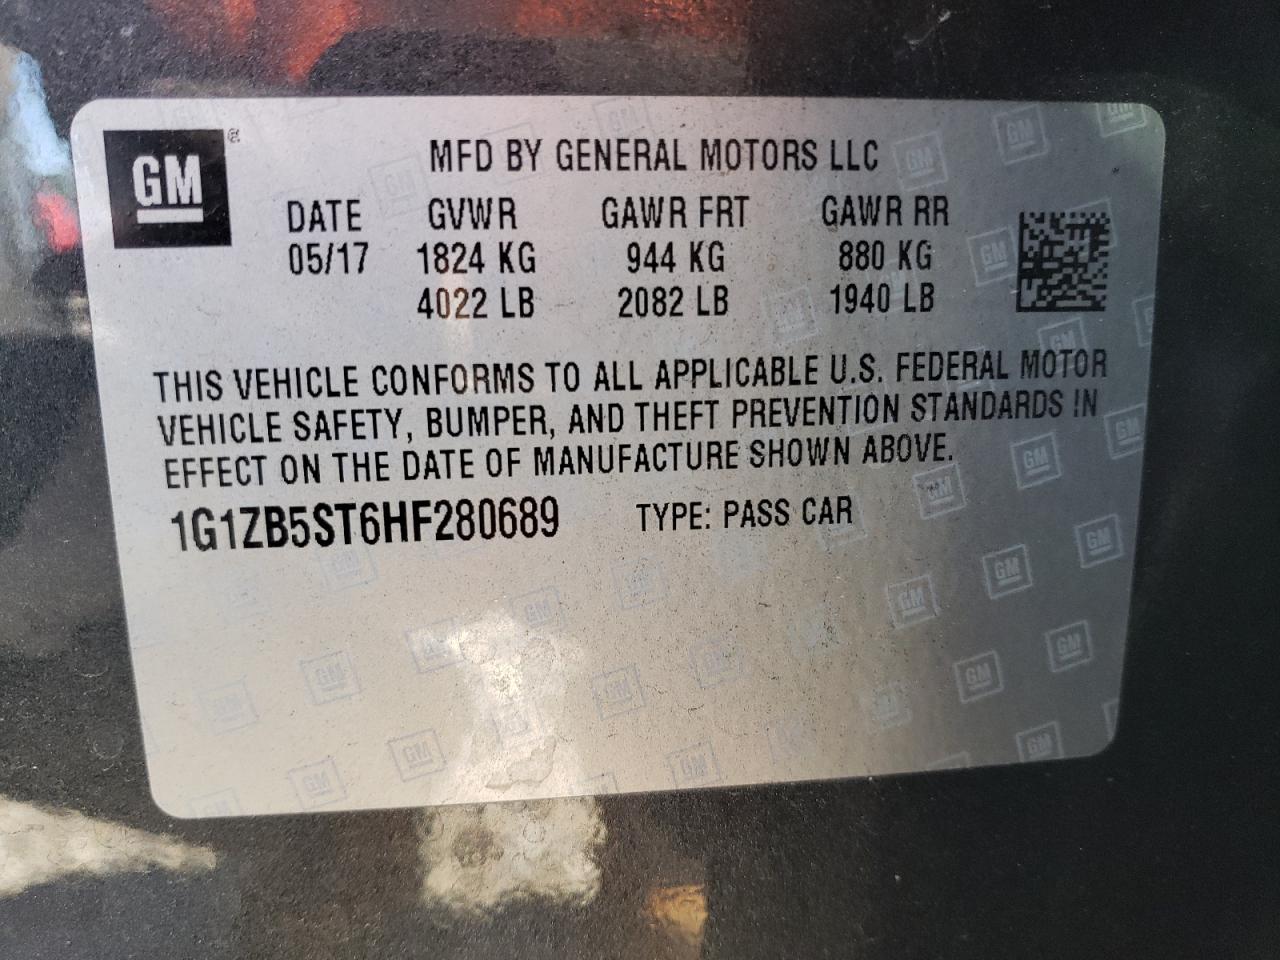 GM®
MFD BY GENERAL MOTORS LLC
DATE GVWR GAWR FRT GAWR RR
05/17 1824 KG 944 KG 880 KG
4022 LB 2082 LB 1940 LB
THIS VEHICLE CONFORMS TO ALL APPLICABLE U.S. FEDERAL MOTOR
VEHICLE SAFETY, BUMPER, AND THEFT PREVENTION STANDARDS IN
EFFECT ON THE DATE OF MANUFACTURE SHOWN ABOVE.
1G1ZB5ST6HF280689 TYPE: PASS CAR